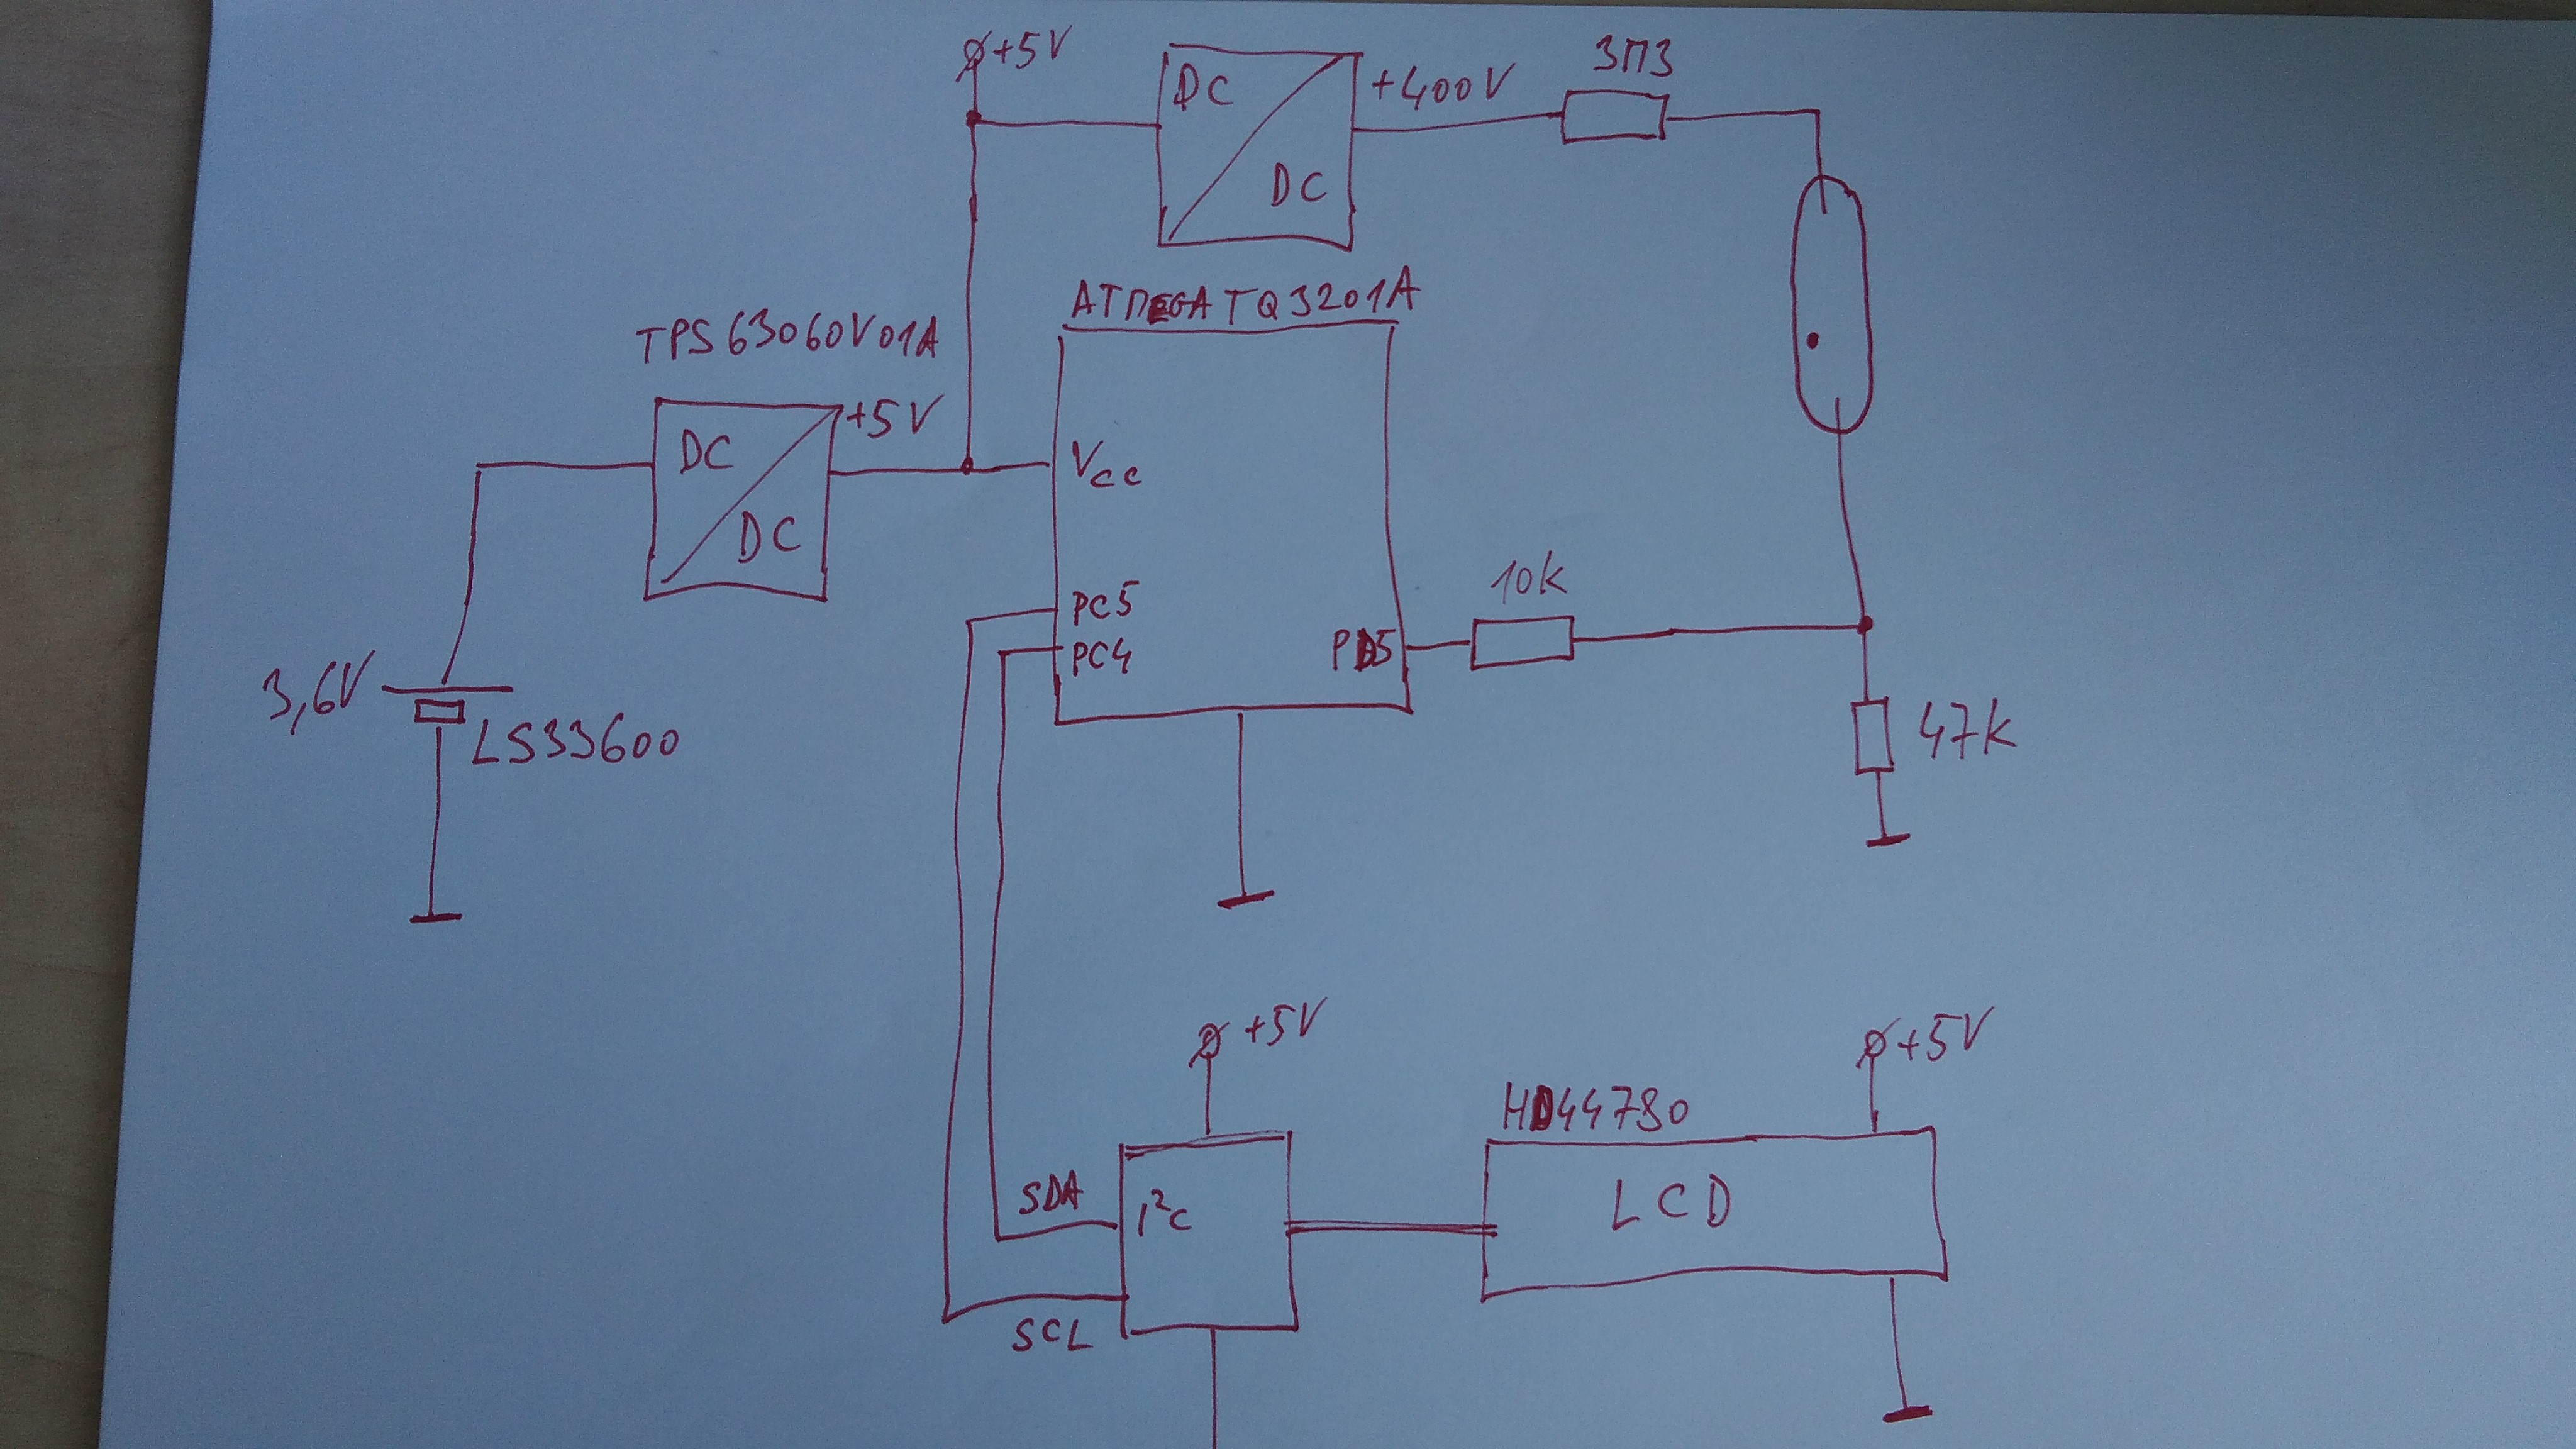 +5V
DC
DC
+400V
3M3
ATMEGA TQ3201A
TPS63060V01A
DC
DC
+5V
VCC
PC5
PC4
PD5
10k
47k
3,6V
LS33600
+5V
+5V
HD44780
LCD
SDA
I²C
SCL